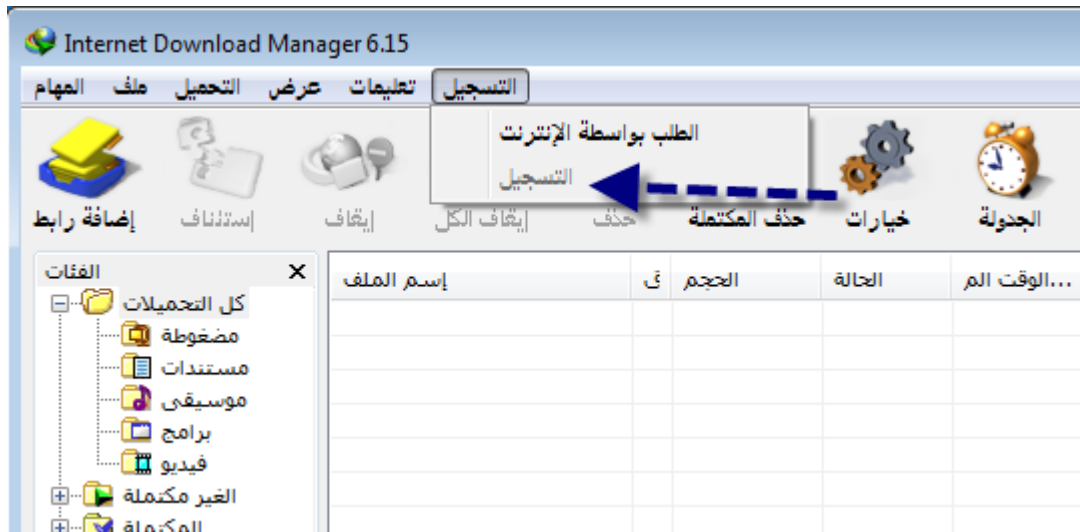 Internet Download Manager 6.15
المهام ملف التحميل عرض تعليمات التسجيل
الطلب بواسطة الإنترنت
التسجيل
إضافة رابط إستئناف إيقاف إيقاف الكل حذف حذف المكتملة خيارات الجدولة
الفئات
إسم الملف ق الحجم الحالة الوقت الم...
كل التحميلات
مضغوطة
مستندات
موسيقى
برامج
فيديو
الغير مكتملة
المكتملة